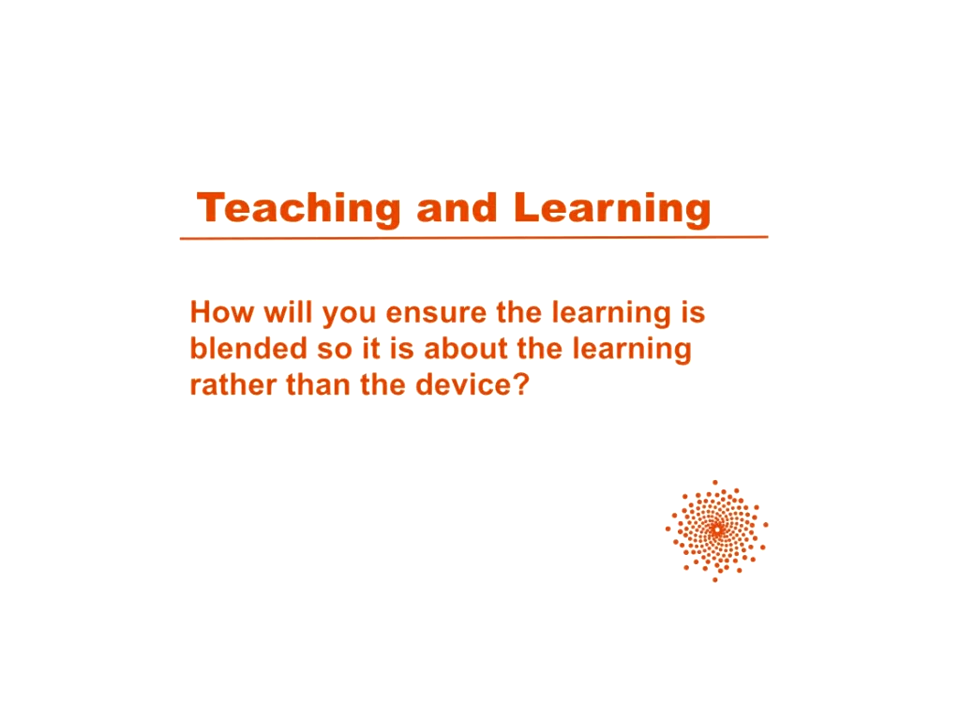 Teaching and Learning
How will you ensure the learning is
blended so it is about the learning
rather than the device?